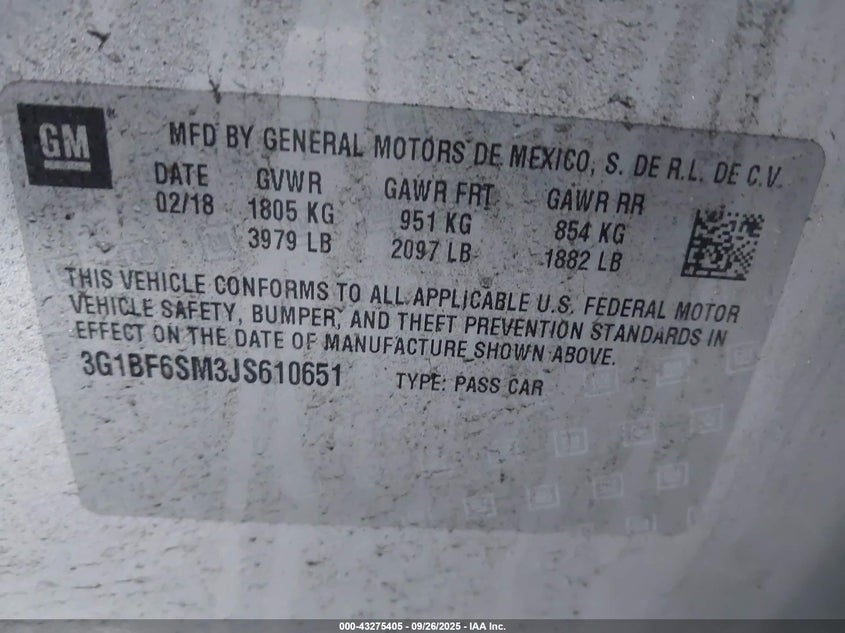 GM
MFD BY GENERAL MOTORS DE MEXICO, S. DE R.L. DE C.V.
DATE GVWR GAWR FRT GAWR RR
02/18 1805 KG 951 KG 854 KG
3979 LB 2097 LB 1882 LB
THIS VEHICLE CONFORMS TO ALL APPLICABLE U.S. FEDERAL MOTOR
VEHICLE SAFETY, BUMPER, AND THEFT PREVENTION STANDARDS IN
EFFECT ON THE DATE OF MANUFACTURE SHOWN ABOVE.
3G1BF6SM3JS610651 TYPE: PASS CAR
000-43275405 - 09/26/2025 - IAA Inc.